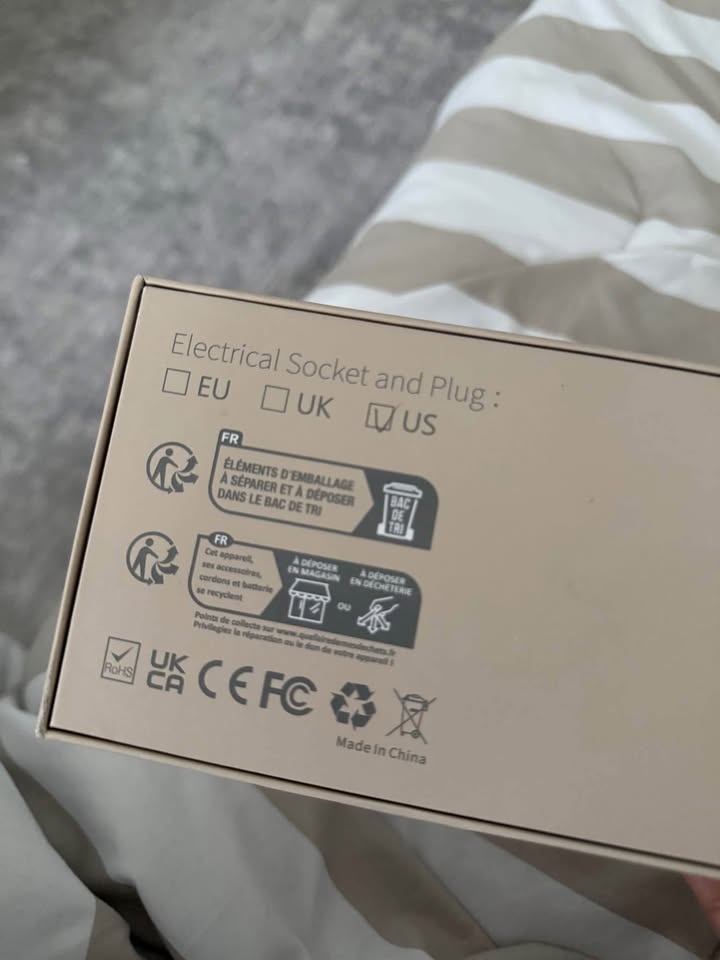 Electrical Socket and Plug :
EU UK US
FR
ÉLÉMENTS D'EMBALLAGE
À SÉPARER ET À DÉPOSER
DANS LE BAC DE TRI
BAC
DE
TRI
FR
Cet appareil,
ses accessoires,
cordons et batterie
se recyclent
À DÉPOSER
EN MAGASIN
OU
À DÉPOSER
EN DÉCHÈTERIE
Points de collecte sur www.quefairedemesdechets.fr
Privilégiez la réparation ou le don de votre appareil !
RoHS
UK
CA
CE
FC
Made in China